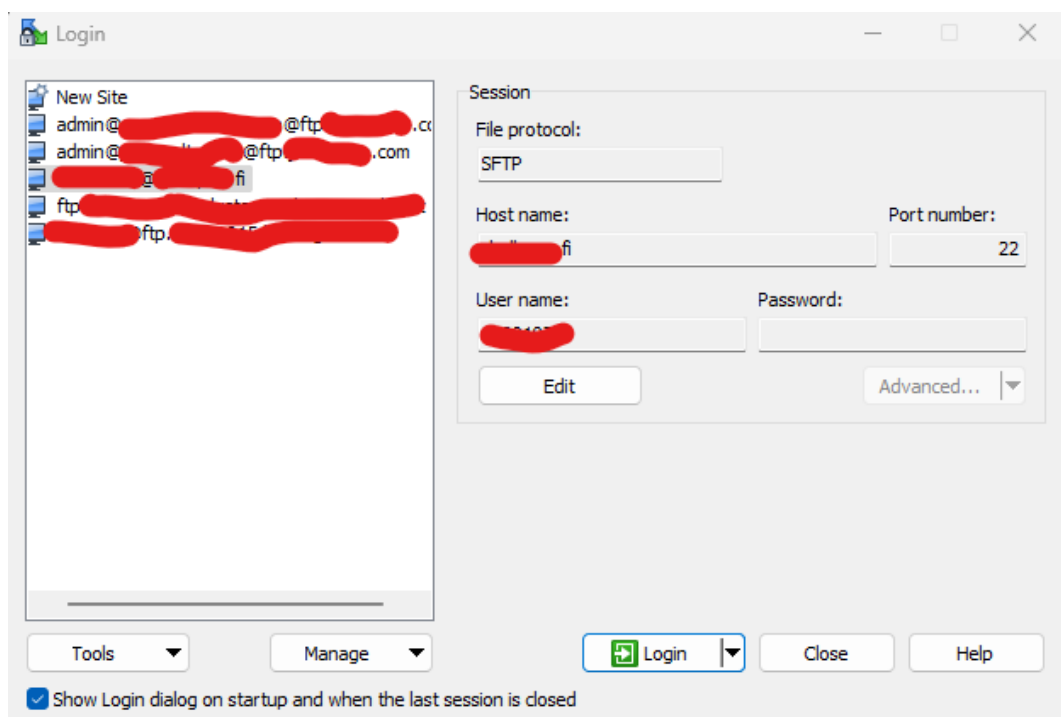 Login
New Site
admin@ @ftp .co
admin@ @ftp .com
@ fi
ftp
@ftp.
Session
File protocol:
SFTP
Host name:
Port number:
fi
22
User name:
Password:
Edit
Advanced...
Tools
Manage
Login
Close
Help
Show Login dialog on startup and when the last session is closed